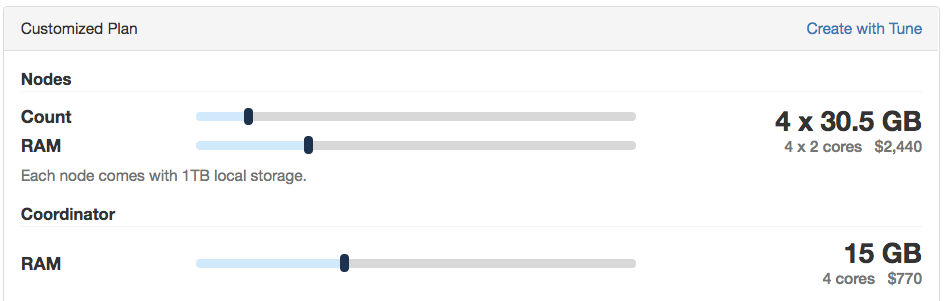 Customized Plan Create with Tune
Nodes
Count
4 x 30.5 GB
RAM
4 x 2 cores $2,440
Each node comes with 1TB local storage.
Coordinator
15 GB
RAM
4 cores $770